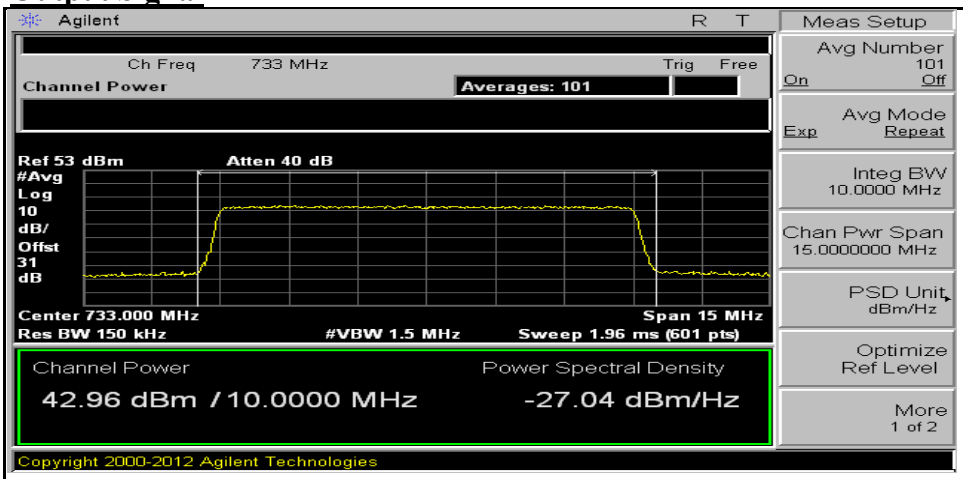 Agilent R T
Ch Freq 733 MHz Trig Free
Channel Power Averages: 101
Ref 53 dBm Atten 40 dB
#Avg
Log
10
dB/
Offst
31
dB
Center 733.000 MHz Span 15 MHz
Res BW 150 kHz #VBW 1.5 MHz Sweep 1.96 ms (601 pts)
Channel Power Power Spectral Density
42.96 dBm / 10.0000 MHz -27.04 dBm/Hz
Copyright 2000-2012 Agilent Technologies
Meas Setup
Avg Number
101
On Off
Avg Mode
Exp Repeat
Integ BW
10.0000 MHz
Chan Pwr Span
15.0000000 MHz
PSD Unit
dBm/Hz
Optimize
Ref Level
More
1 of 2